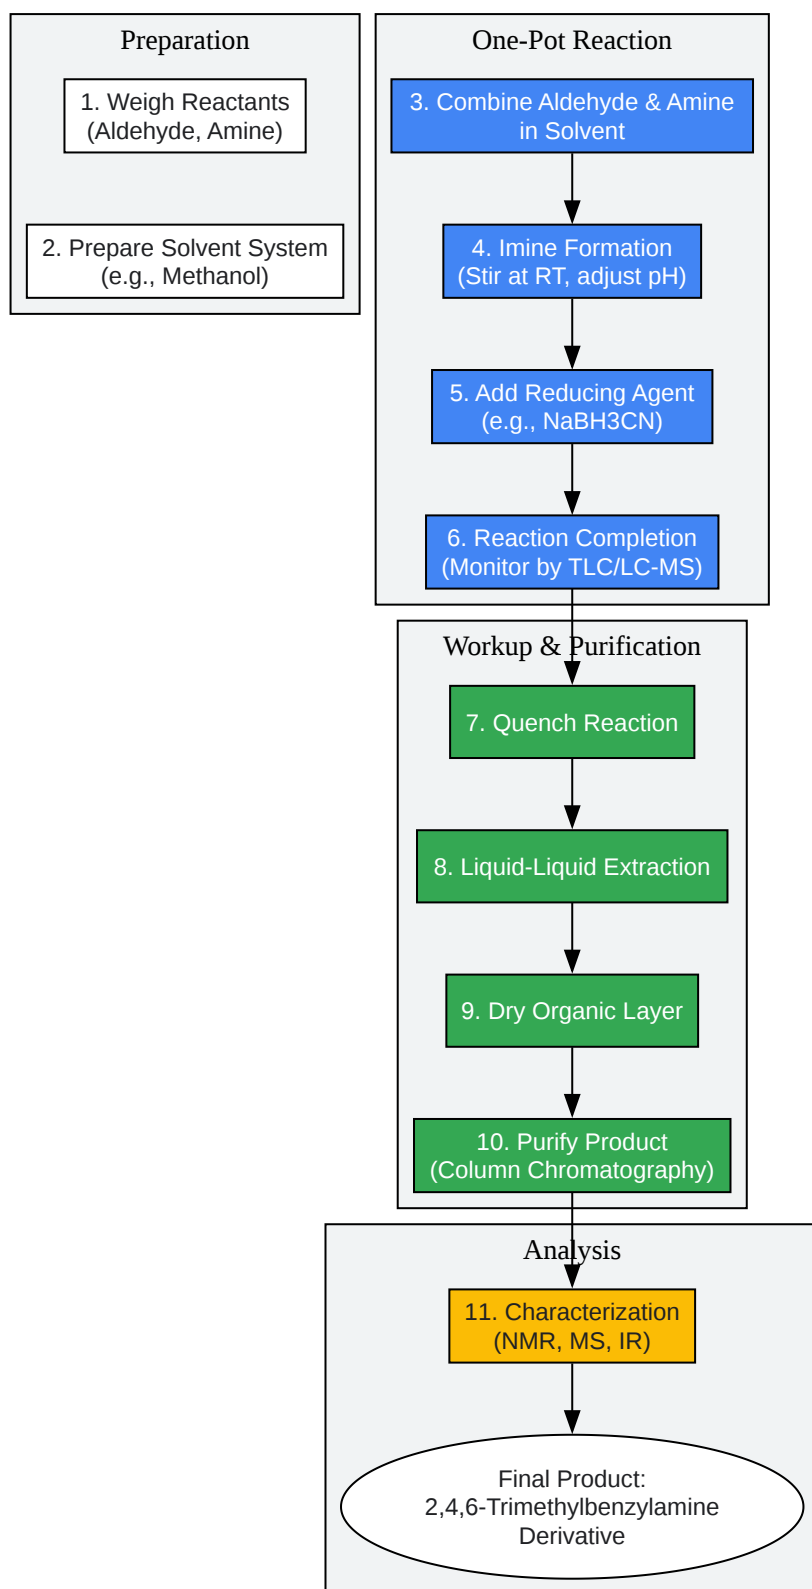 Preparation
1. Weigh Reactants
(Aldehyde, Amine)
2. Prepare Solvent System
(e.g., Methanol)
One-Pot Reaction
3. Combine Aldehyde & Amine
in Solvent
4. Imine Formation
(Stir at RT, adjust pH)
5. Add Reducing Agent
(e.g., NaBH3CN)
6. Reaction Completion
(Monitor by TLC/LC-MS)
Workup & Purification
7. Quench Reaction
8. Liquid-Liquid Extraction
9. Dry Organic Layer
10. Purify Product
(Column Chromatography)
Analysis
11. Characterization
(NMR, MS, IR)
Final Product:
2,4,6-Trimethylbenzylamine
Derivative